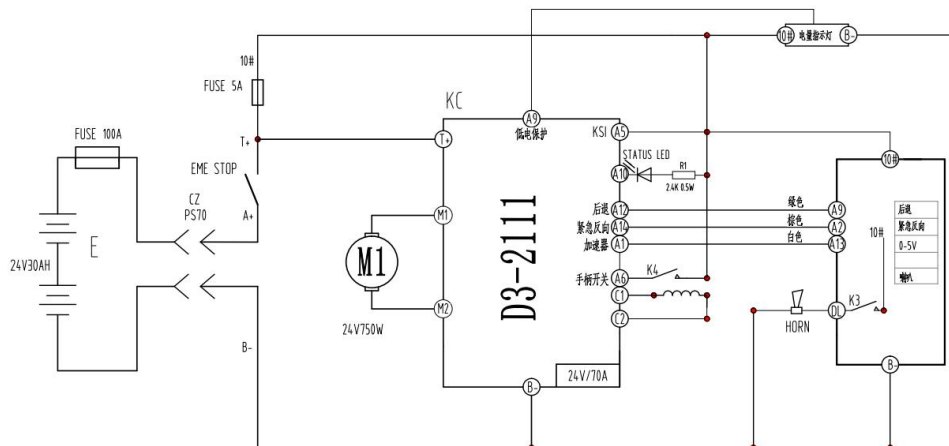 10#
电量指示灯
B-
10#
FUSE 5A
KC
A9
低电保护
KSI
A5
T+
T+
FUSE 100A
EME STOP
STATUS LED
A10
R1
2.4K 0.5W
10#
CZ
PS70
A+
M1
后退
A12
绿色
A9
后退
紧急反向
A14
棕色
A2
紧急反向
加速器
A1
白色
A13
0-5V
10#
E
24V30AH
M1
D3-2111
手柄开关
A6
K4
C1
喇叭
M2
C2
24V750W
HORN
DL
K3
B-
24V/70A
B-
B-